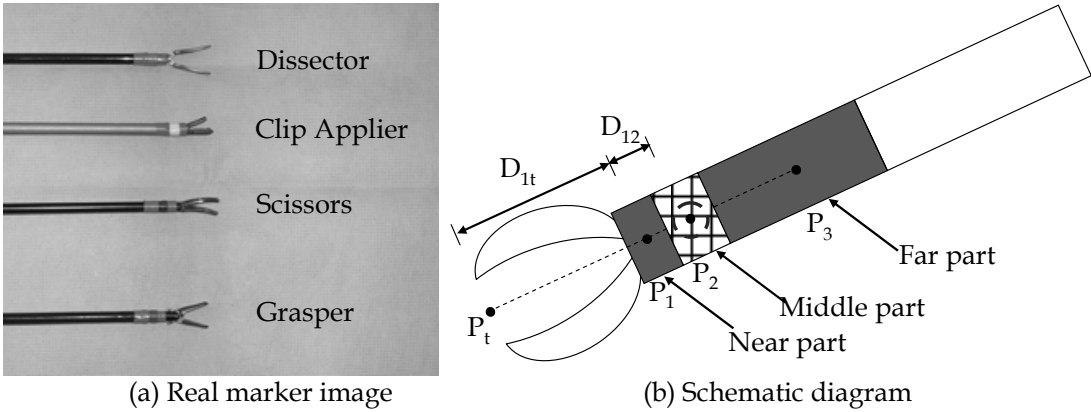 Dissector
Clip Applier
Scissors
Grasper
(a) Real marker image
D12
D1t
Pt
P1
P2
P3
Far part
Middle part
Near part
(b) Schematic diagram